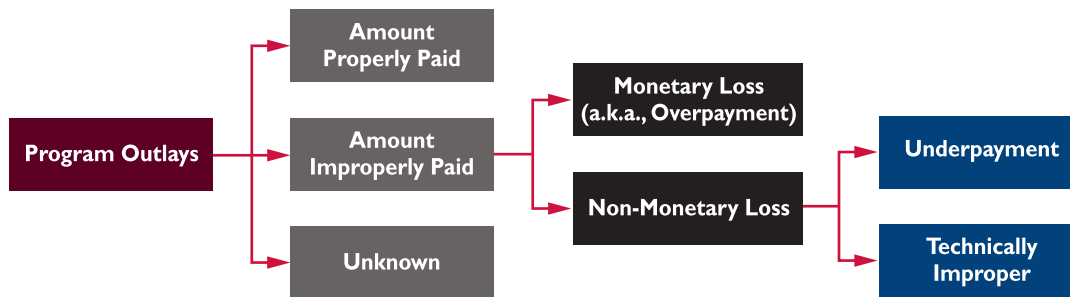 Program Outlays
Amount
Properly Paid
Amount
Improperly Paid
Unknown
Monetary Loss
(a.k.a., Overpayment)
Non-Monetary Loss
Underpayment
Technically
Improper